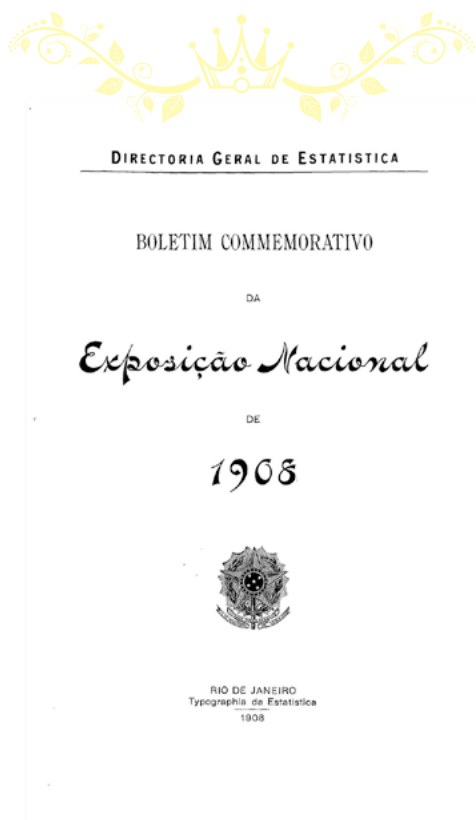 DIRECTORIA GERAL DE ESTATISTICA
BOLETIM COMMEMORATIVO
DA
Exposição Nacional
DE
1908
RIO DE JANEIRO
Typographia da Estatistica
1908